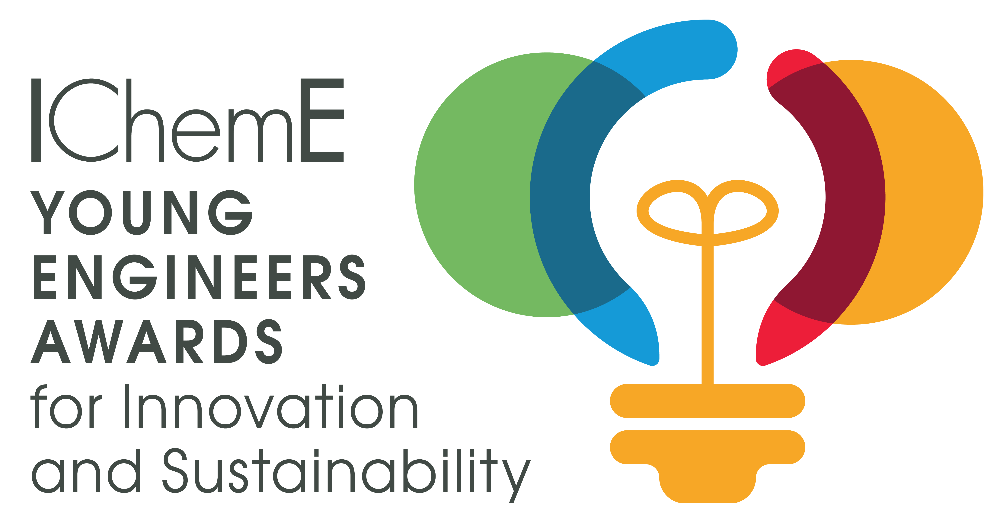 IChemE
YOUNG
ENGINEERS
AWARDS
for Innovation
and Sustainability